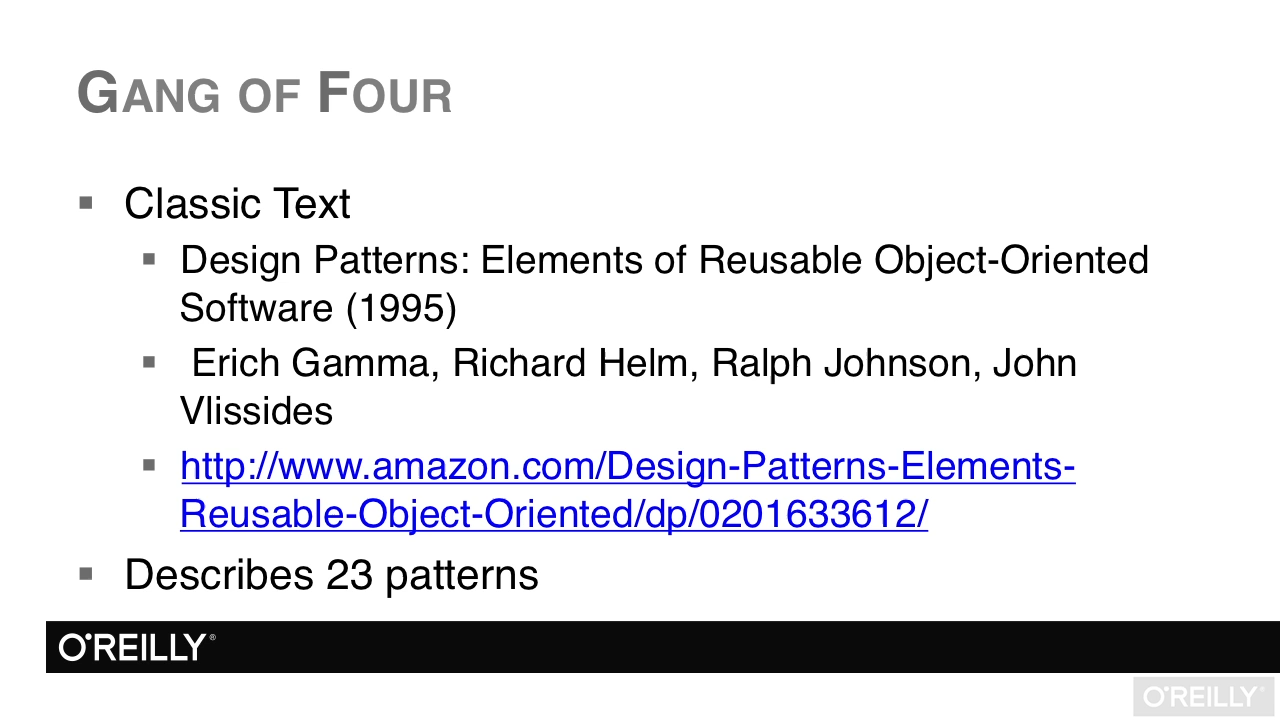 GANG OF FOUR
▪ Classic Text
▪ Design Patterns: Elements of Reusable Object-Oriented
Software (1995)
▪ Erich Gamma, Richard Helm, Ralph Johnson, John
Vlissides
▪ http://www.amazon.com/Design-Patterns-Elements-
Reusable-Object-Oriented/dp/0201633612/
▪ Describes 23 patterns
O'REILLY®
O'REILLY®